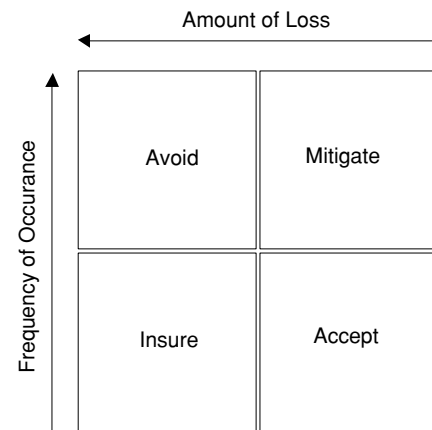 Amount of Loss
Frequency of Occurance
Avoid
Mitigate
Insure
Accept